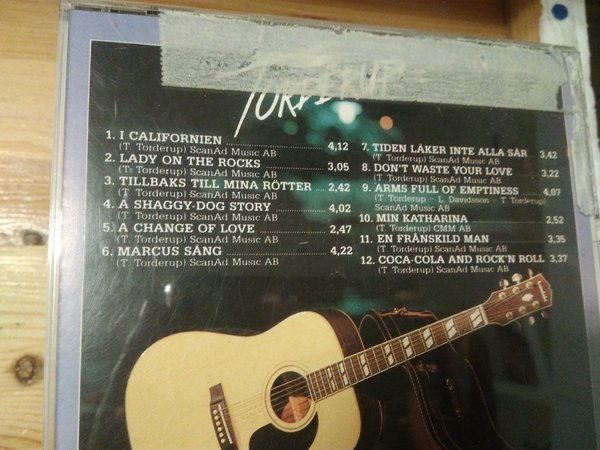 TORDERUP
1. I CALIFORNIEN 4,12
(T. Torderup) ScanAd Music AB
2. LADY ON THE ROCKS 3,05
(T. Torderup) ScanAd Music AB
3. TILLBAKS TILL MINA RÖTTER 2,42
(T. Torderup) ScanAd Music AB
4. A SHAGGY-DOG STORY 4,02
(T. Torderup) ScanAd Music AB
5. A CHANGE OF LOVE 2,47
(T. Torderup) ScanAd Music AB
6. MARCUS SÅNG 4,22
(T. Torderup) ScanAd Music AB
7. TIDEN LÄKER INTE ALLA SÅR 3,42
(T. Torderup) ScanAd Music AB
8. DON'T WASTE YOUR LOVE 3,22
(T. Torderup) ScanAd Music AB
9. ARMS FULL OF EMPTINESS 4,07
(T. Torderup – L. Davidsson – T. Torderup)
ScanAd Music AB
10. MIN KATHARINA 2,52
(T. Torderup) CMM AB
11. EN FRÅNSKILD MAN 3,35
(T. Torderup) ScanAd Music AB
12. COCA-COLA AND ROCK'N ROLL 3,37
(T. Torderup) ScanAd Music AB